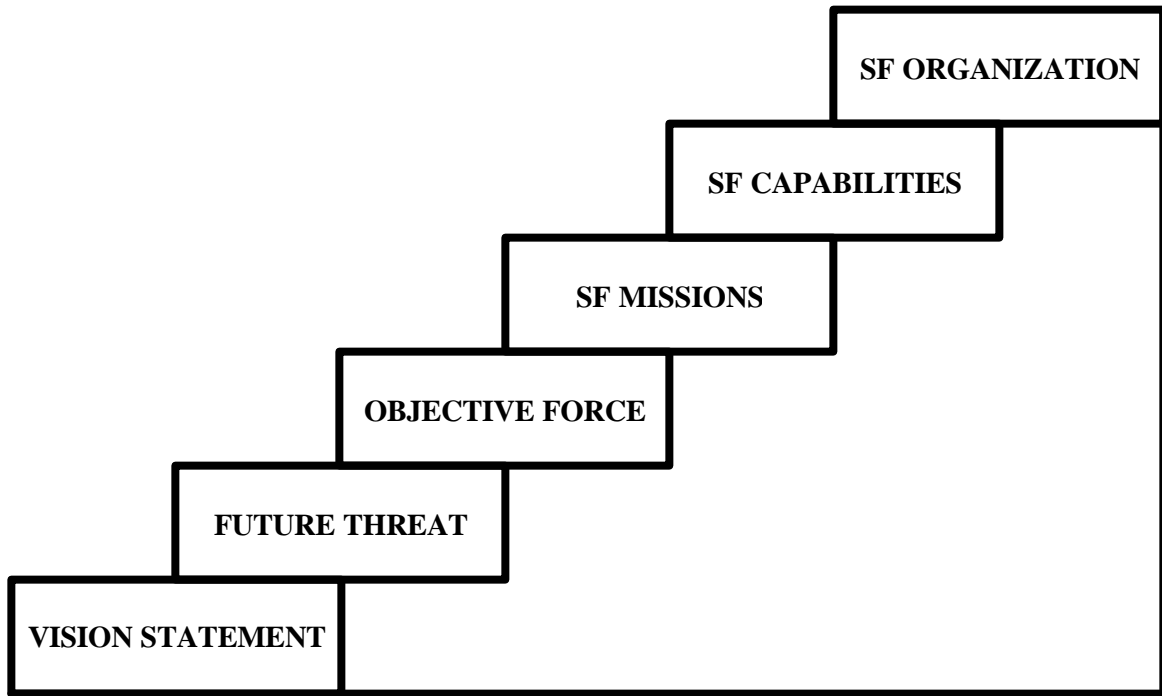 SF ORGANIZATION
SF CAPABILITIES
SF MISSIONS
OBJECTIVE FORCE
FUTURE THREAT
VISION STATEMENT